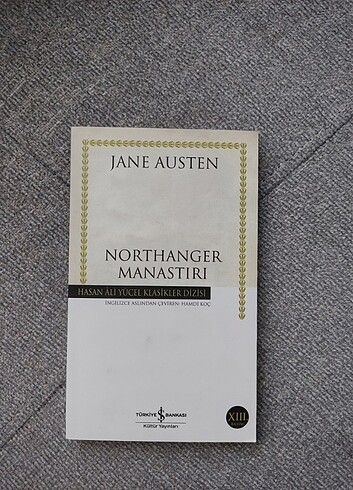 JANE AUSTEN
NORTHANGER
MANASTIRI
HASAN ÂLİ YÜCEL KLASİKLER DİZİSİ
İNGİLİZCE ASLINDAN ÇEVİREN: HAMDİ KOÇ
TÜRKİYE İŞ BANKASI
Kültür Yayınları
XIII.